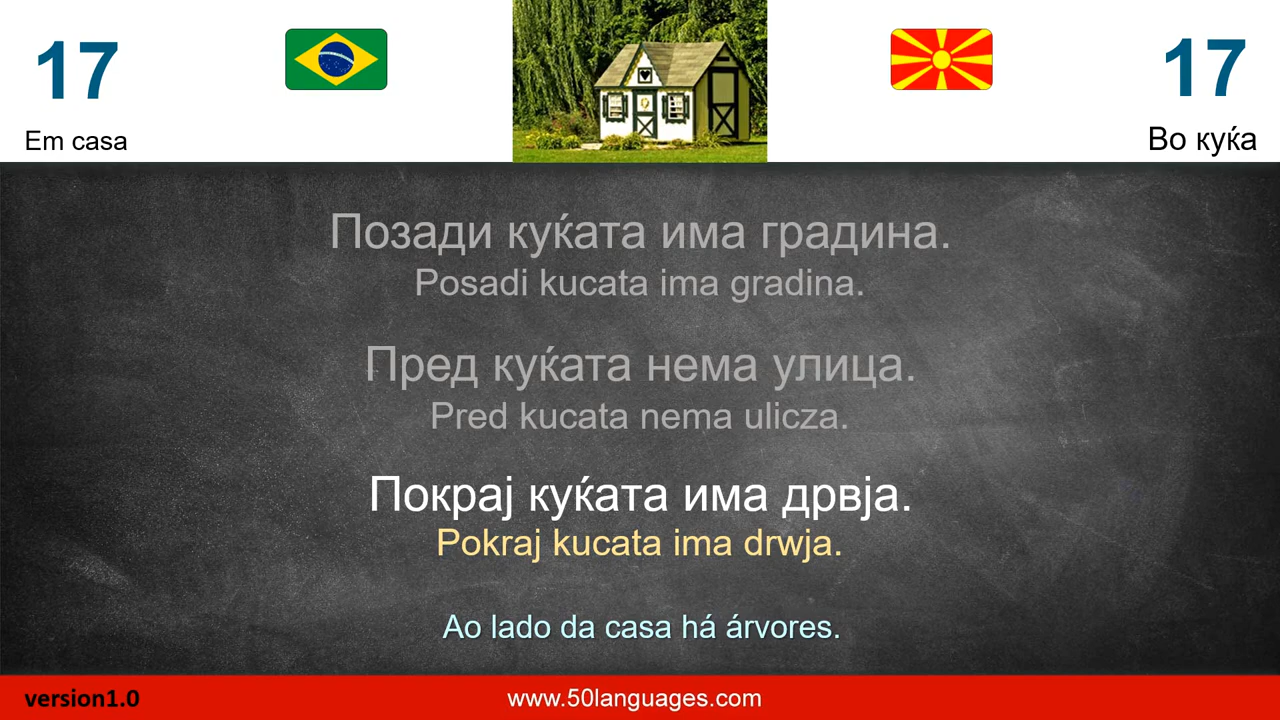 17
Em casa
17
Во куќа
Позади куќата има градина.
Posadi kucata ima gradina.
Пред куќата нема улица.
Pred kucata nema ulicza.
Покрај куќата има дрвја.
Pokraj kucata ima drwja.
Ao lado da casa há árvores.
version1.0
www.50languages.com